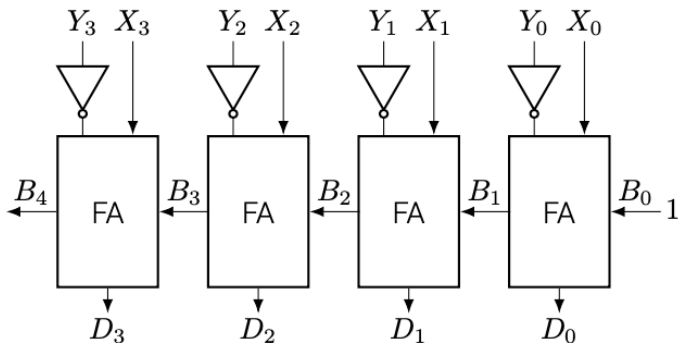 Y₃ X₃ Y₂ X₂ Y₁ X₁ Y₀ X₀
B₄ FA B₃ FA B₂ FA B₁ FA B₀ 1
D₃ D₂ D₁ D₀